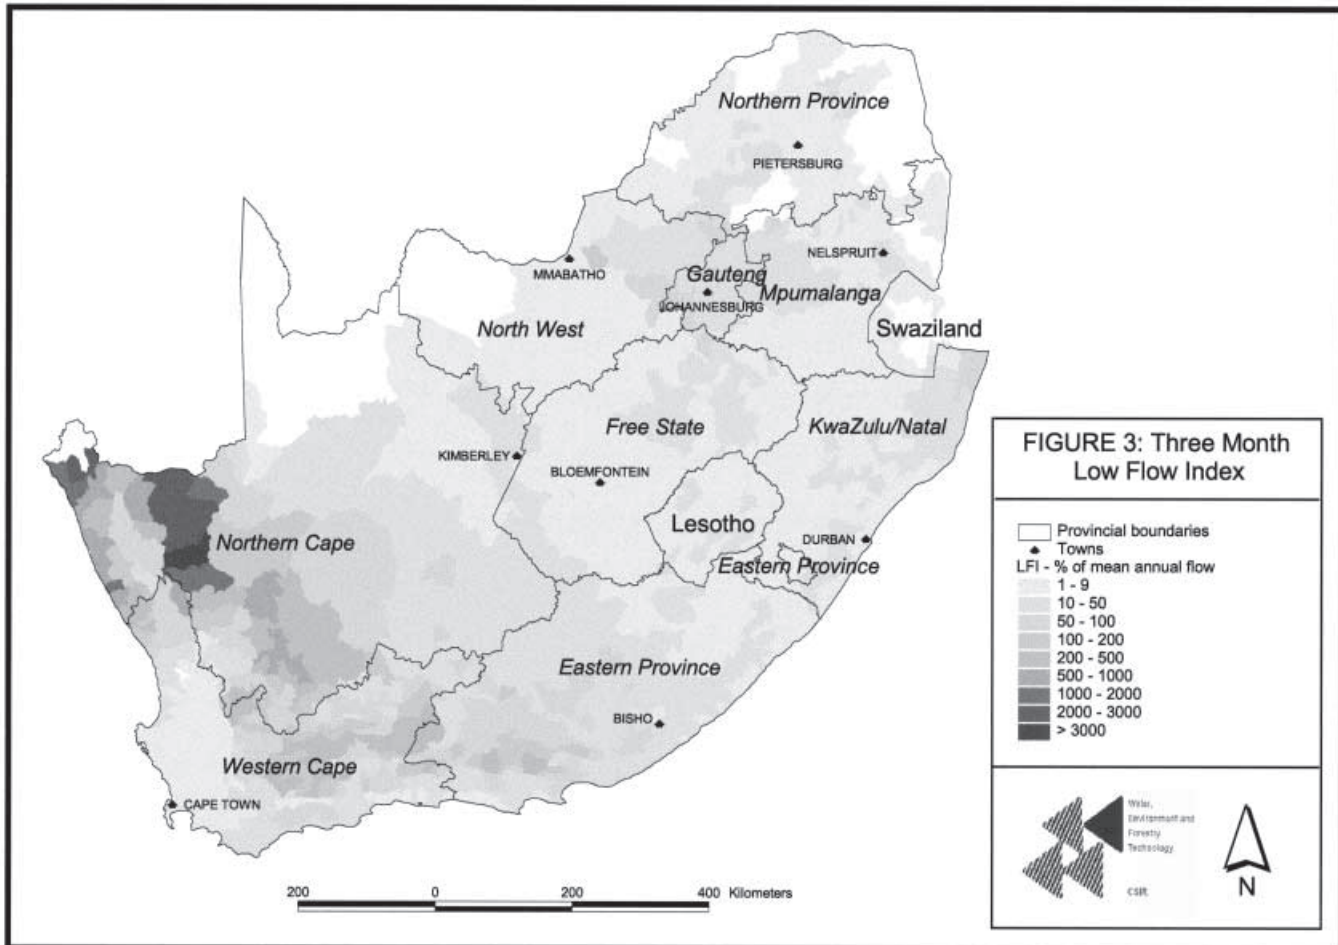 Northern Province
PIETERSBURG
NELSPRUIT
MMABATHO
Gauteng
JOHANNESBURG
Mpumalanga
North West
Swaziland
Free State
KwaZulu/Natal
KIMBERLEY
BLOEMFONTEIN
Lesotho
Northern Cape
DURBAN
Eastern Province
Eastern Province
BISHO
Western Cape
CAPE TOWN
200 0 200 400 Kilometers
FIGURE 3: Three Month
Low Flow Index
Provincial boundaries
Towns
LFI - % of mean annual flow
1 - 9
10 - 50
50 - 100
100 - 200
200 - 500
500 - 1000
1000 - 2000
2000 - 3000
> 3000
Water,
Environment and
Forestry
Technology
CSIR
N